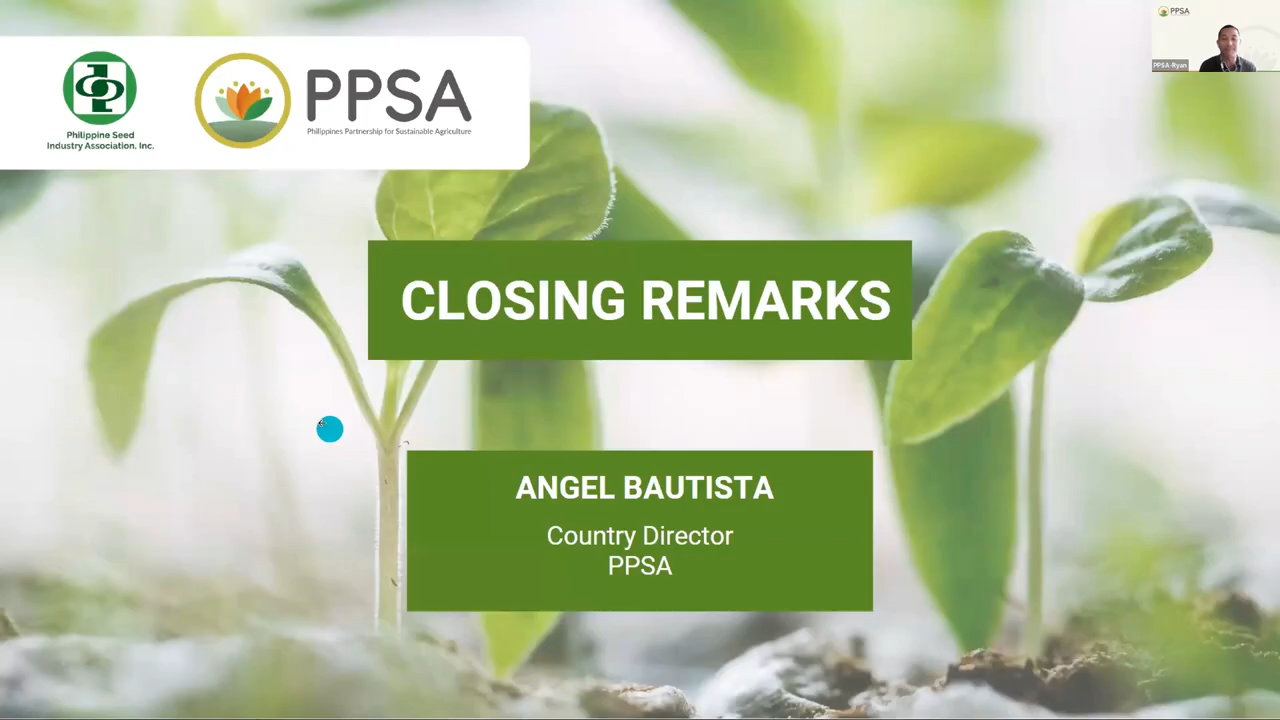 PPSA
PPSA-Ryan
Philippine Seed
Industry Association, Inc.
PPSA
Philippines Partnership for Sustainable Agriculture
CLOSING REMARKS
ANGEL BAUTISTA
Country Director
PPSA